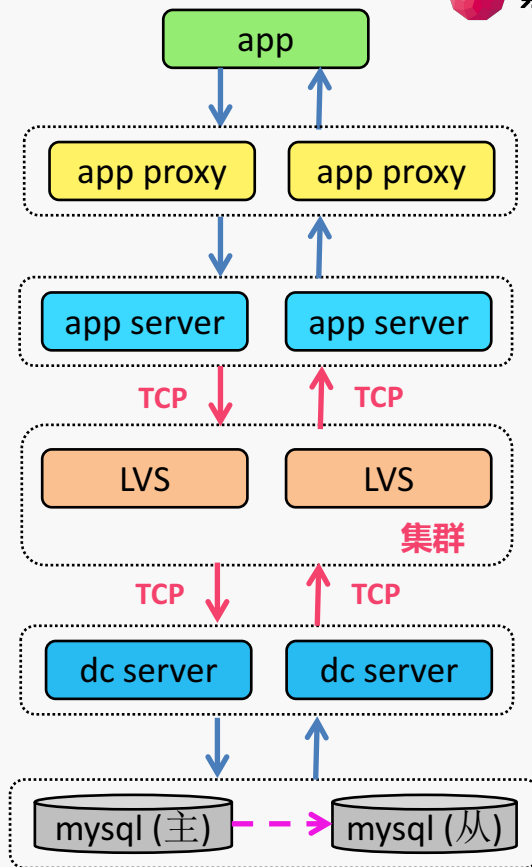 app
app proxy app proxy
app server app server
TCP TCP
LVS LVS
集群
TCP TCP
dc server dc server
mysql (主) mysql (从)